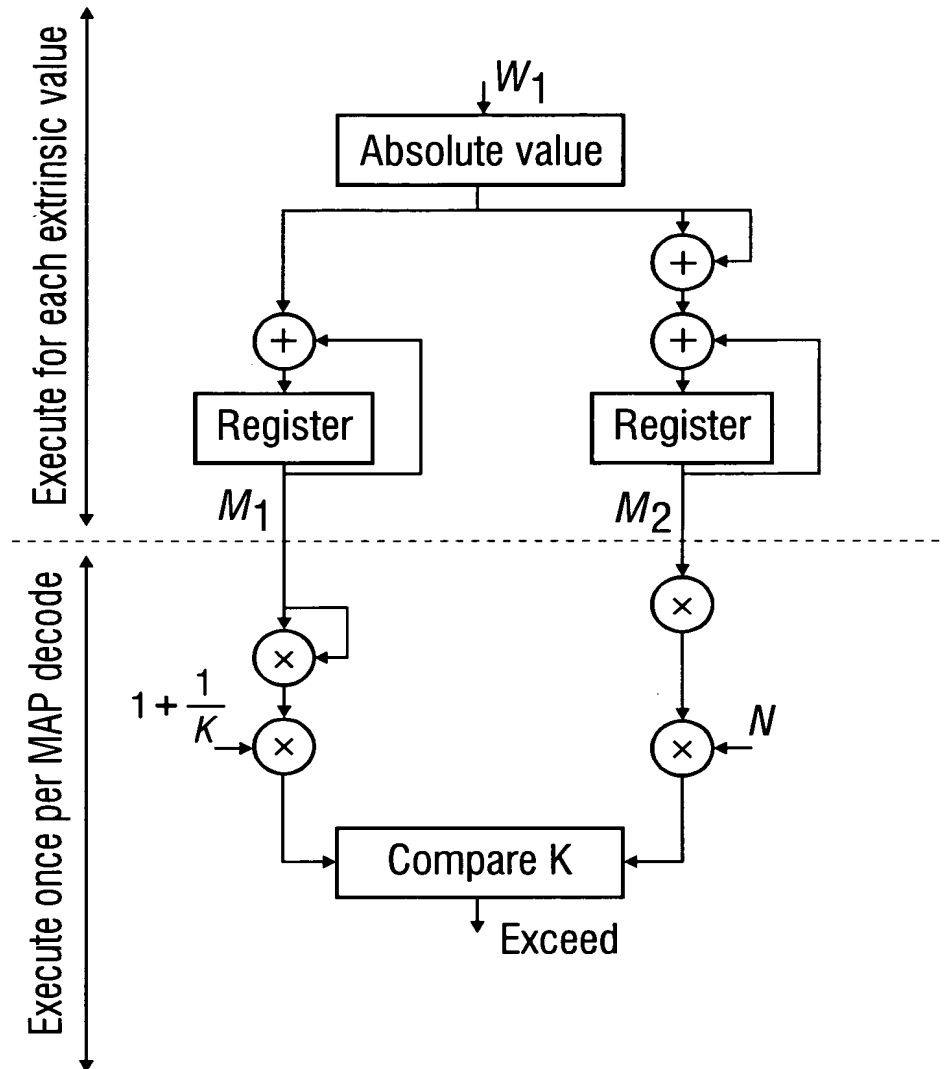 Execute for each extrinsic value
W1
Absolute value
+
+
+
Register
Register
M1
M2
Execute once per MAP decode
×
×
1 + 1/K
×
×
N
Compare K
Exceed